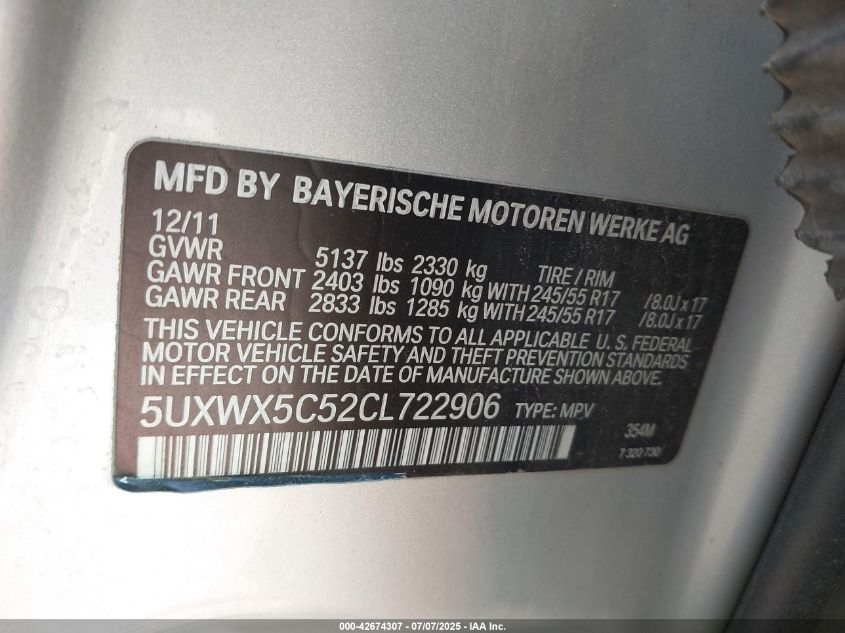 MFD BY BAYERISCHE MOTOREN WERKE AG
12/11
GVWR 5137 lbs 2330 kg TIRE / RIM
GAWR FRONT 2403 lbs 1090 kg WITH 245/55 R17 /8.0J x 17
GAWR REAR 2833 lbs 1285 kg WITH 245/55 R17 /8.0J x 17
THIS VEHICLE CONFORMS TO ALL APPLICABLE U. S. FEDERAL
MOTOR VEHICLE SAFETY AND THEFT PREVENTION STANDARDS
IN EFFECT ON THE DATE OF MANUFACTURE SHOWN ABOVE.
5UXWX5C52CL722906 TYPE: MPV
354M
7 320 730
000-42674307 - 07/07/2025 - IAA Inc.